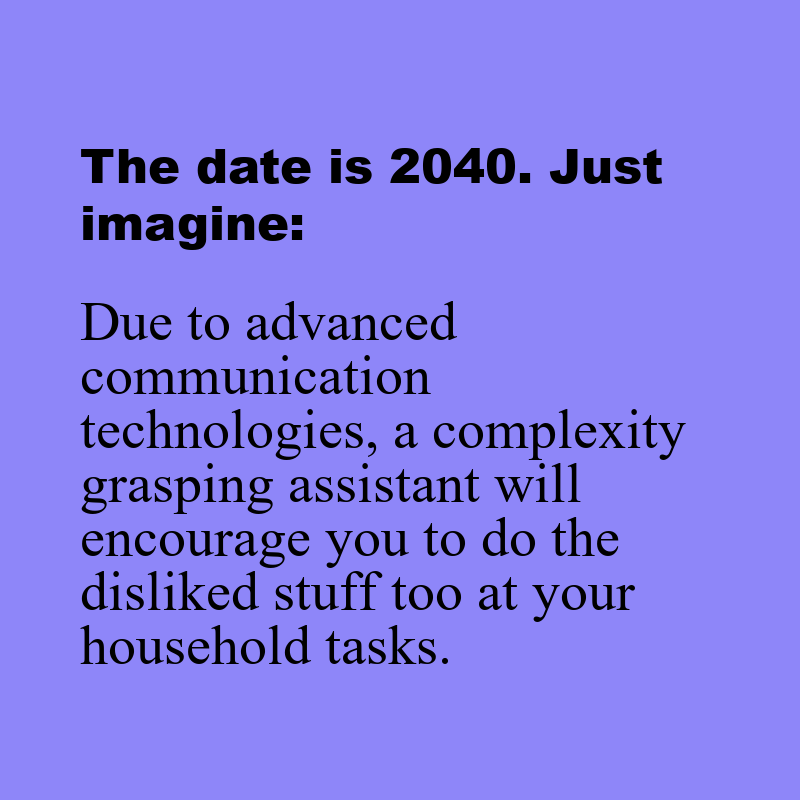 The date is 2040. Just
imagine:
Due to advanced
communication
technologies, a complexity
grasping assistant will
encourage you to do the
disliked stuff too at your
household tasks.